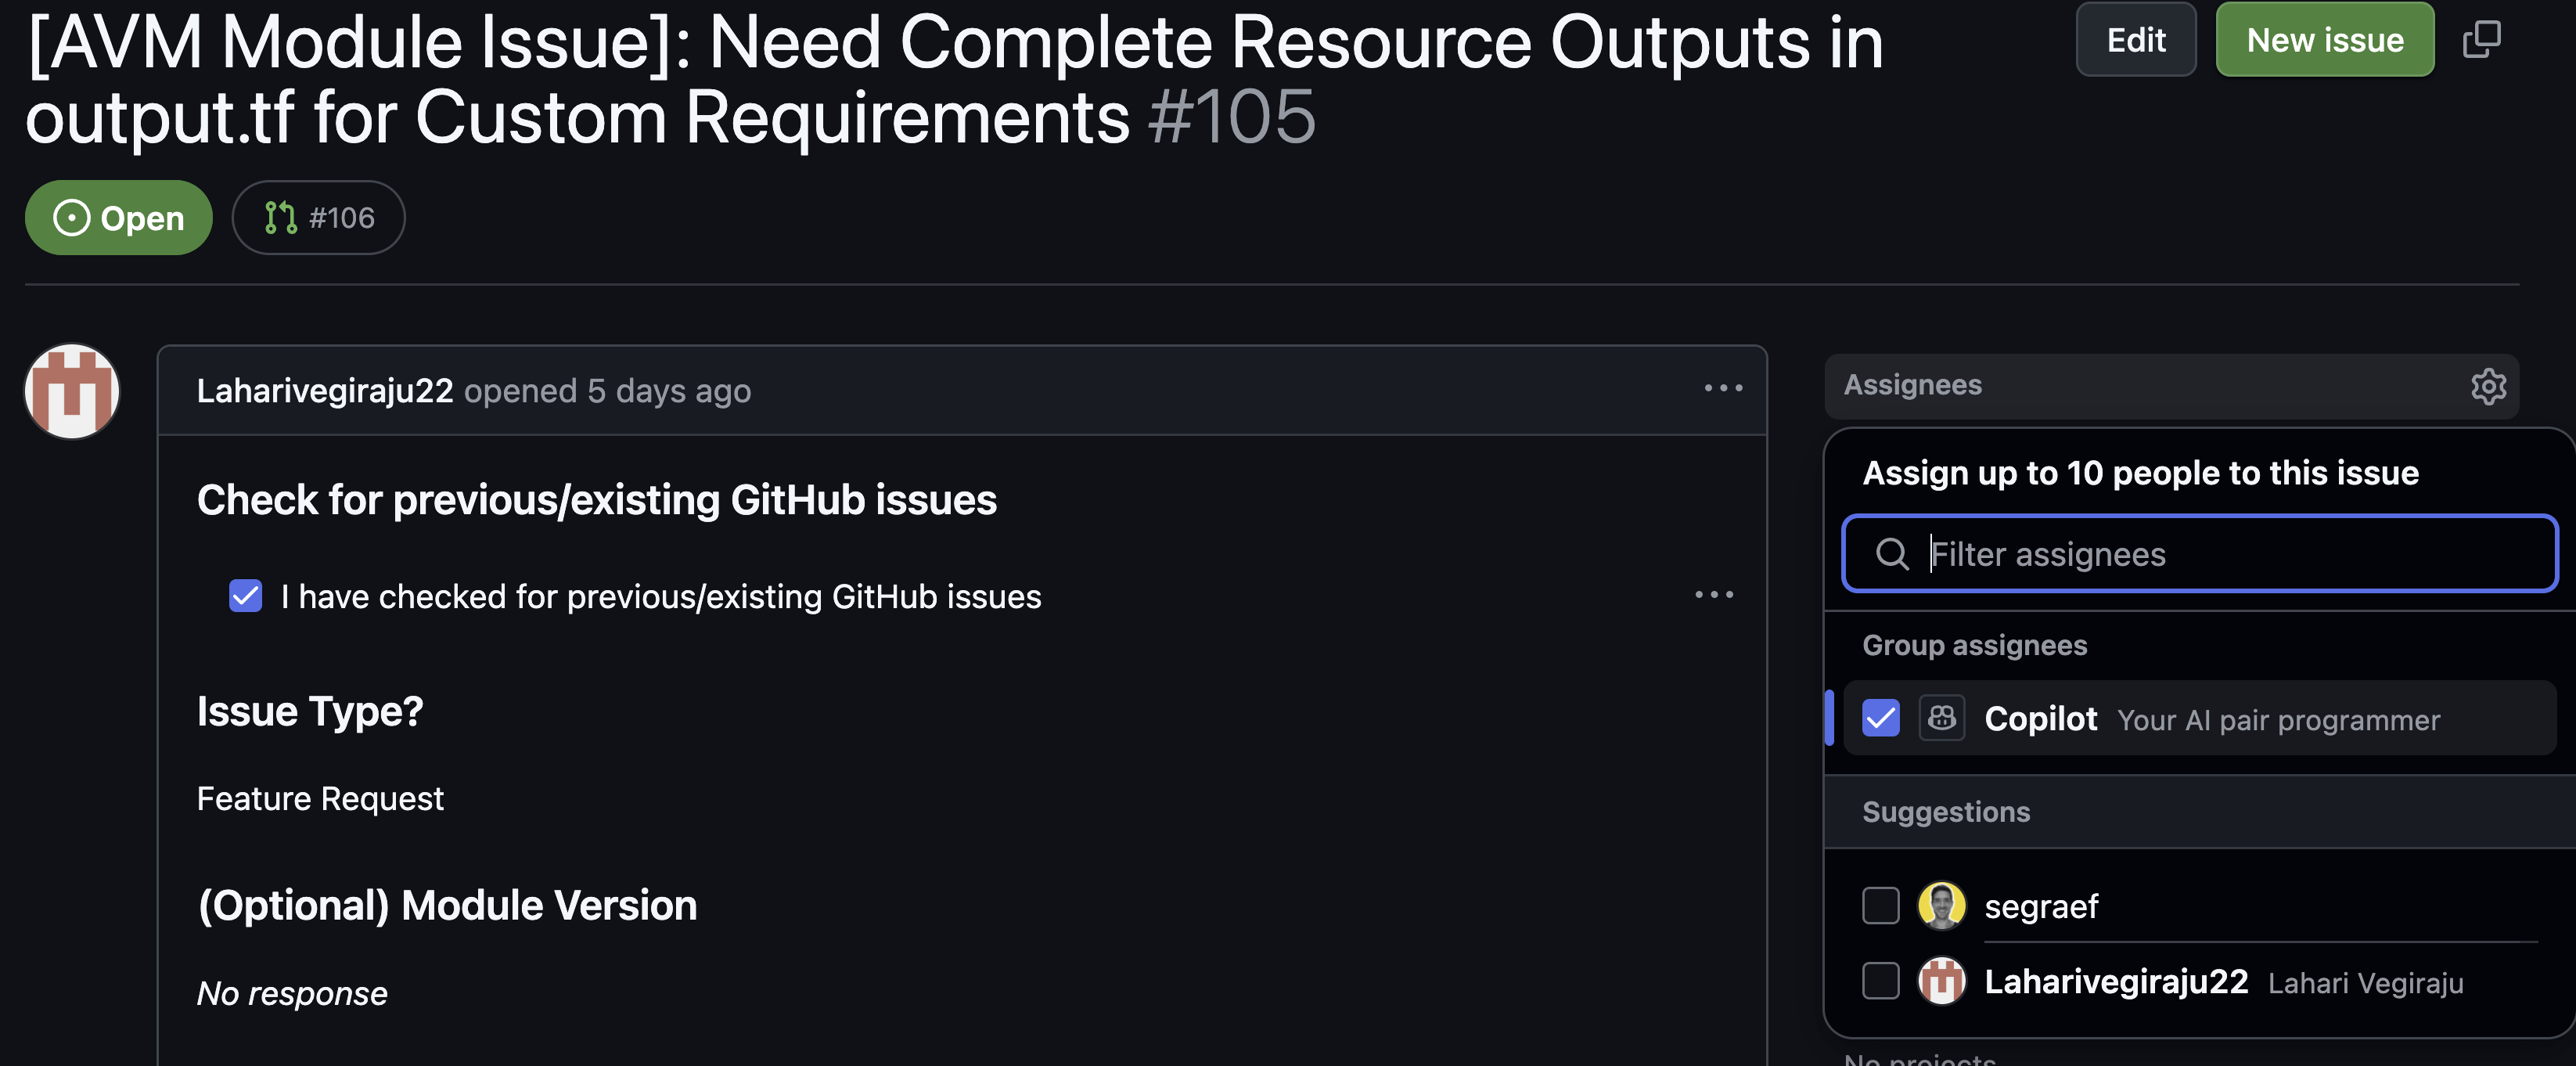 [AVM Module Issue]: Need Complete Resource Outputs in
output.tf for Custom Requirements #105
Edit
New issue
Open
#106
Laharivegiraju22 opened 5 days ago
Check for previous/existing GitHub issues
I have checked for previous/existing GitHub issues
Issue Type?
Feature Request
(Optional) Module Version
No response
Assignees
Assign up to 10 people to this issue
Filter assignees
Group assignees
Copilot Your AI pair programmer
Suggestions
segraef
Laharivegiraju22 Lahari Vegiraju
No projects